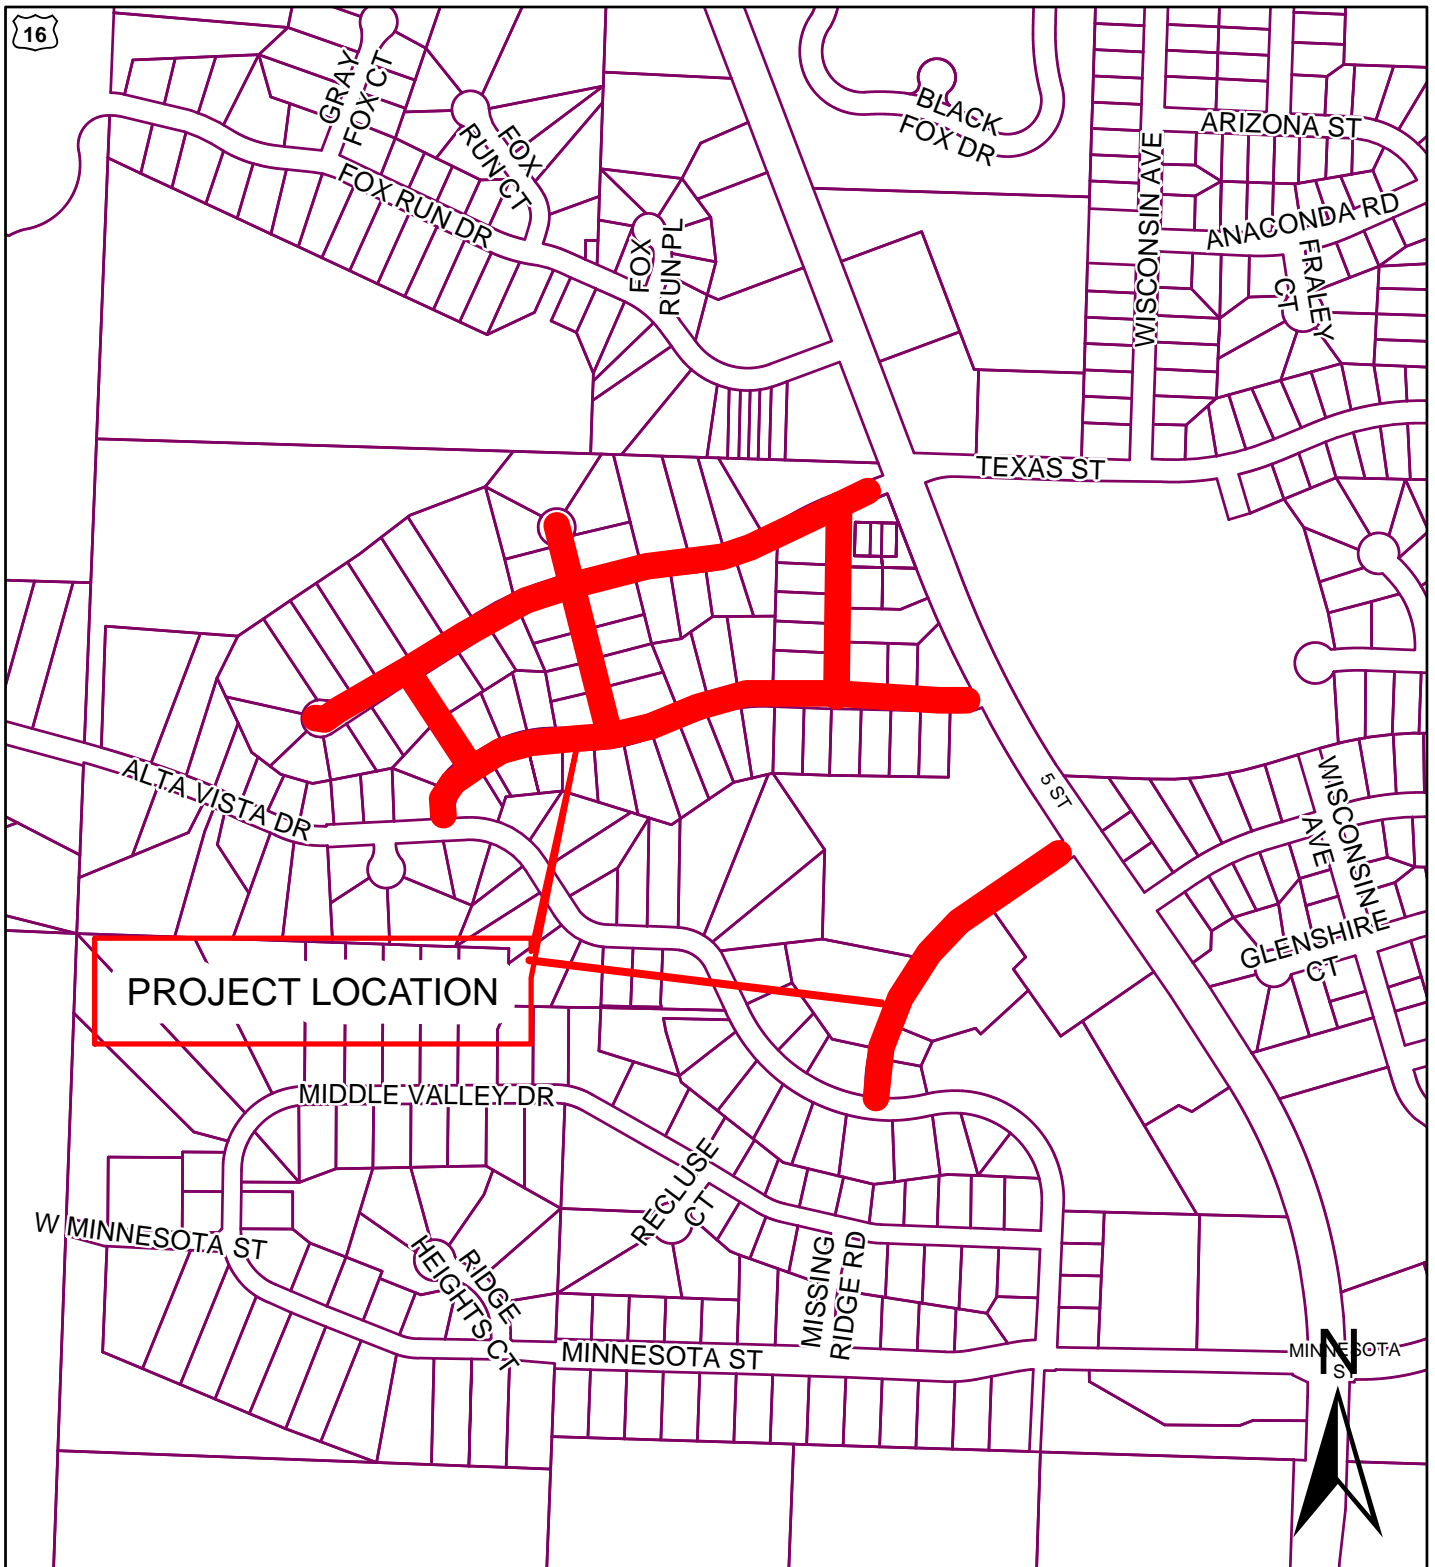 16
GRAY
FOX CT
FOX
RUN CT
FOX RUN DR
FOX
RUN PL
BLACK
FOX DR
ARIZONA ST
WISCONSIN AVE
ANACONDA RD
FRALEY
CT
TEXAS ST
ALTA VISTA DR
5 ST
WISCONSIN
AVE
GLENSHIRE
CT
PROJECT LOCATION
MIDDLE VALLEY DR
RECLUSE
CT
W MINNESOTA ST
RIDGE
HEIGHTS CT
MISSING
RIDGE RD
MINNESOTA ST
MINNESOTA
ST
N